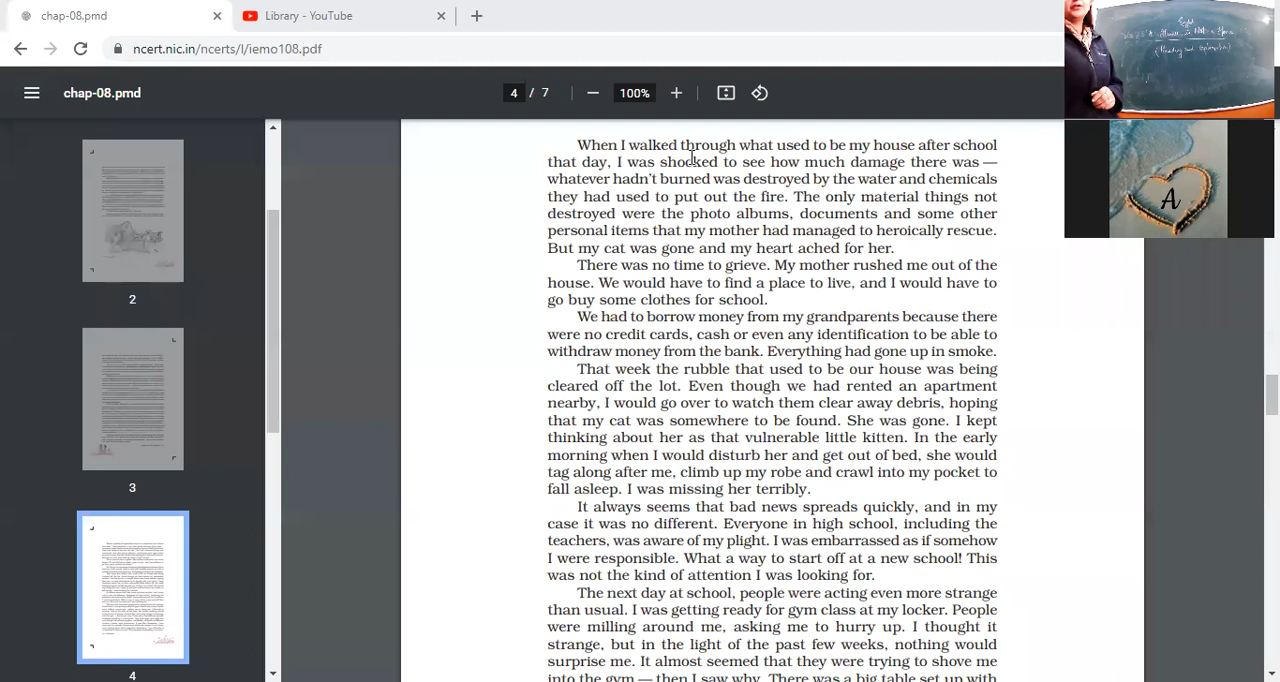 chap-08.pmd
Library - YouTube
ncert.nic.in/ncerts/l/iemo108.pdf
chap-08.pmd
4 / 7
100%
2
3
4
When I walked through what used to be my house after school
that day, I was shocked to see how much damage there was —
whatever hadn't burned was destroyed by the water and chemicals
they had used to put out the fire. The only material things not
destroyed were the photo albums, documents and some other
personal items that my mother had managed to heroically rescue.
But my cat was gone and my heart ached for her.
There was no time to grieve. My mother rushed me out of the
house. We would have to find a place to live, and I would have to
go buy some clothes for school.
We had to borrow money from my grandparents because there
were no credit cards, cash or even any identification to be able to
withdraw money from the bank. Everything had gone up in smoke.
That week the rubble that used to be our house was being
cleared off the lot. Even though we had rented an apartment
nearby, I would go over to watch them clear away debris, hoping
that my cat was somewhere to be found. She was gone. I kept
thinking about her as that vulnerable little kitten. In the early
morning when I would disturb her and get out of bed, she would
tag along after me, climb up my robe and crawl into my pocket to
fall asleep. I was missing her terribly.
It always seems that bad news spreads quickly, and in my
case it was no different. Everyone in high school, including the
teachers, was aware of my plight. I was embarrassed as if somehow
I were responsible. What a way to start off at a new school! This
was not the kind of attention I was looking for.
The next day at school, people were acting even more strange
than usual. I was getting ready for gym class at my locker. People
were milling around me, asking me to hurry up. I thought it
strange, but in the light of the past few weeks, nothing would
surprise me. It almost seemed that they were trying to shove me
into the gym — then I saw why. There was a big table set up with
A
(Reading and explanation)